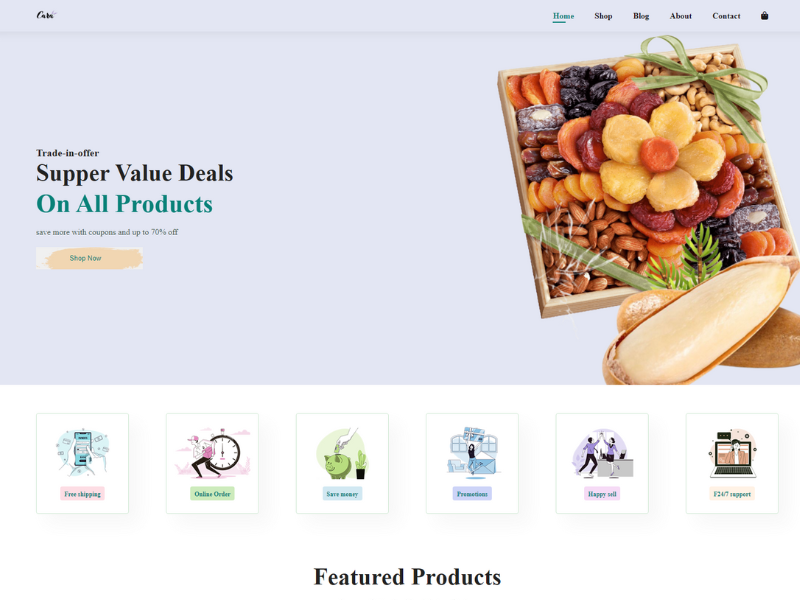 Cara
Home
Shop
Blog
About
Contact
Trade-in-offer
Supper Value Deals
On All Products
save more with coupons and up to 70% off
Shop Now
Free shipping
Online Order
Save money
Promotions
Happy sell
F24/7 support
Featured Products